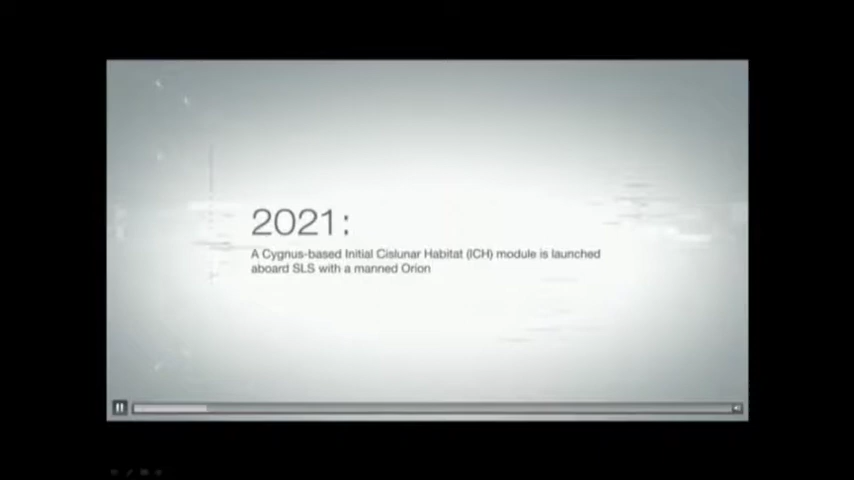 2021:
A Cygnus-based Initial Cislunar Habitat (ICH) module is launched
aboard SLS with a manned Orion